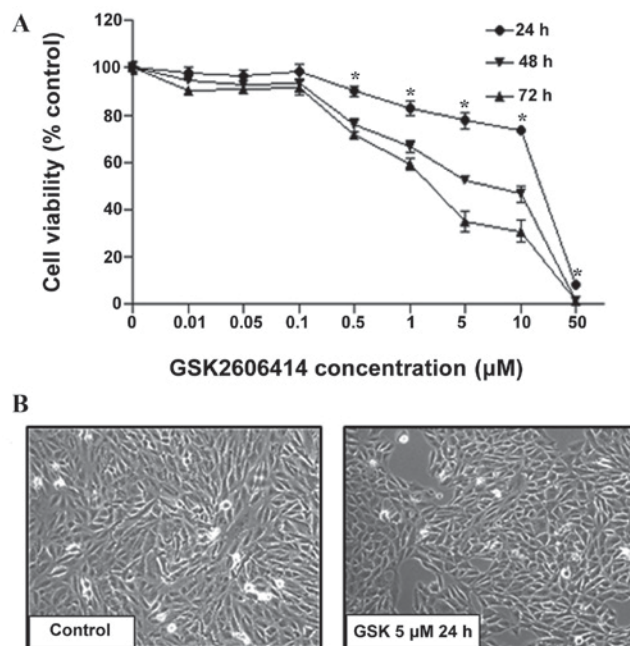 A
120
100
80
60
40
20
0
Cell viability (% control)
24 h
48 h
72 h
* * * * *
0 0.01 0.05 0.1 0.5 1 5 10 50
GSK2606414 concentration (µM)
B
Control
GSK 5 µM 24 h